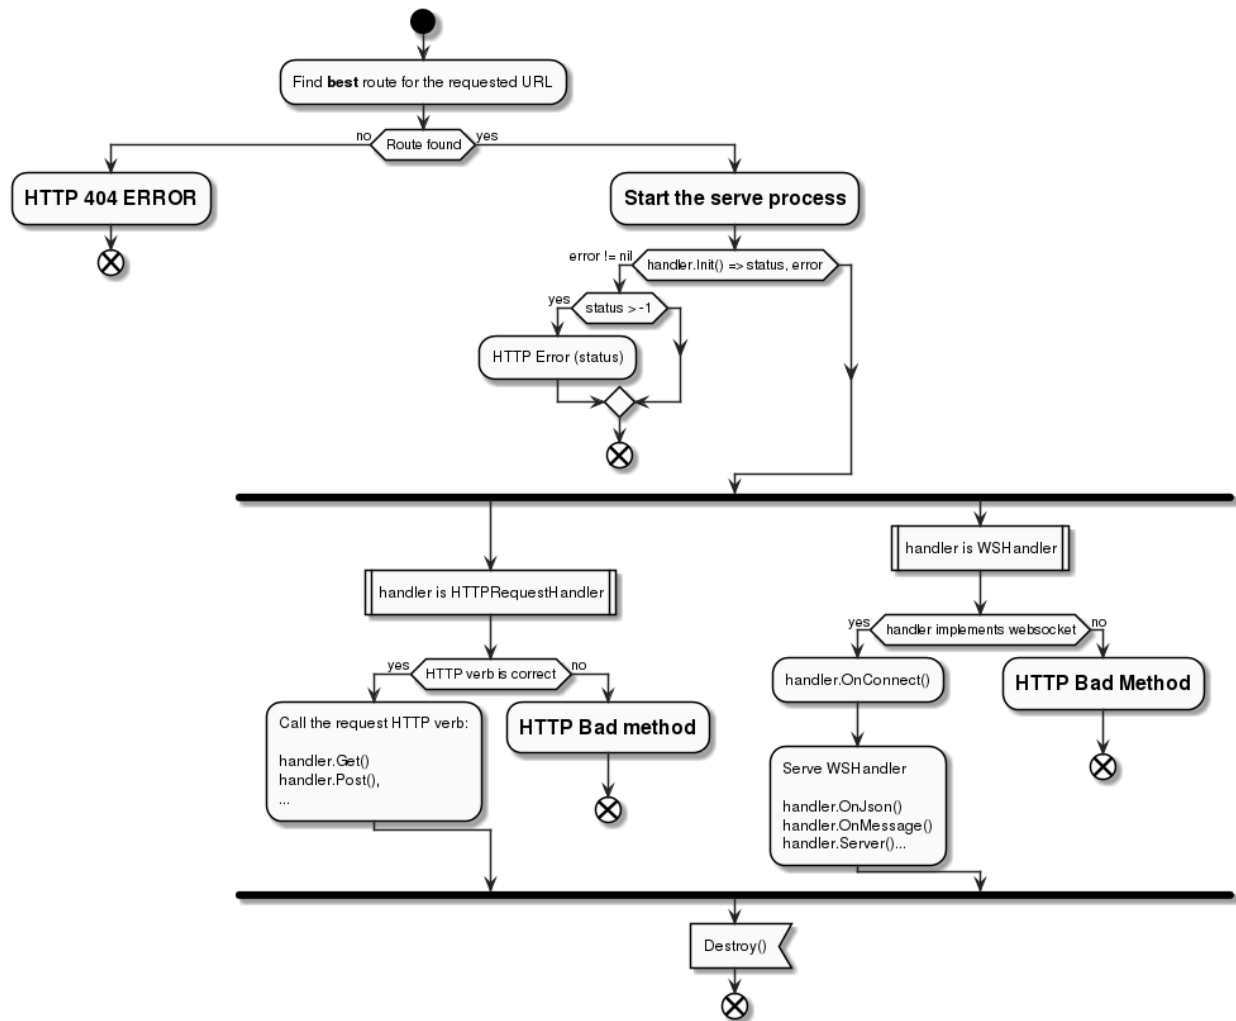 Find best route for the requested URL
no
Route found
yes
HTTP 404 ERROR
Start the serve process
error != nil
handler.Init() => status, error
yes
status > -1
HTTP Error (status)
handler is WSHandler
handler is HTTPRequestHandler
yes
handler implements websocket
no
yes
HTTP verb is correct
no
handler.OnConnect()
HTTP Bad Method
Call the request HTTP verb:
handler.Get()
handler.Post(),
...
HTTP Bad method
Serve WSHandler
handler.OnJson()
handler.OnMessage()
handler.Server()...
Destroy()